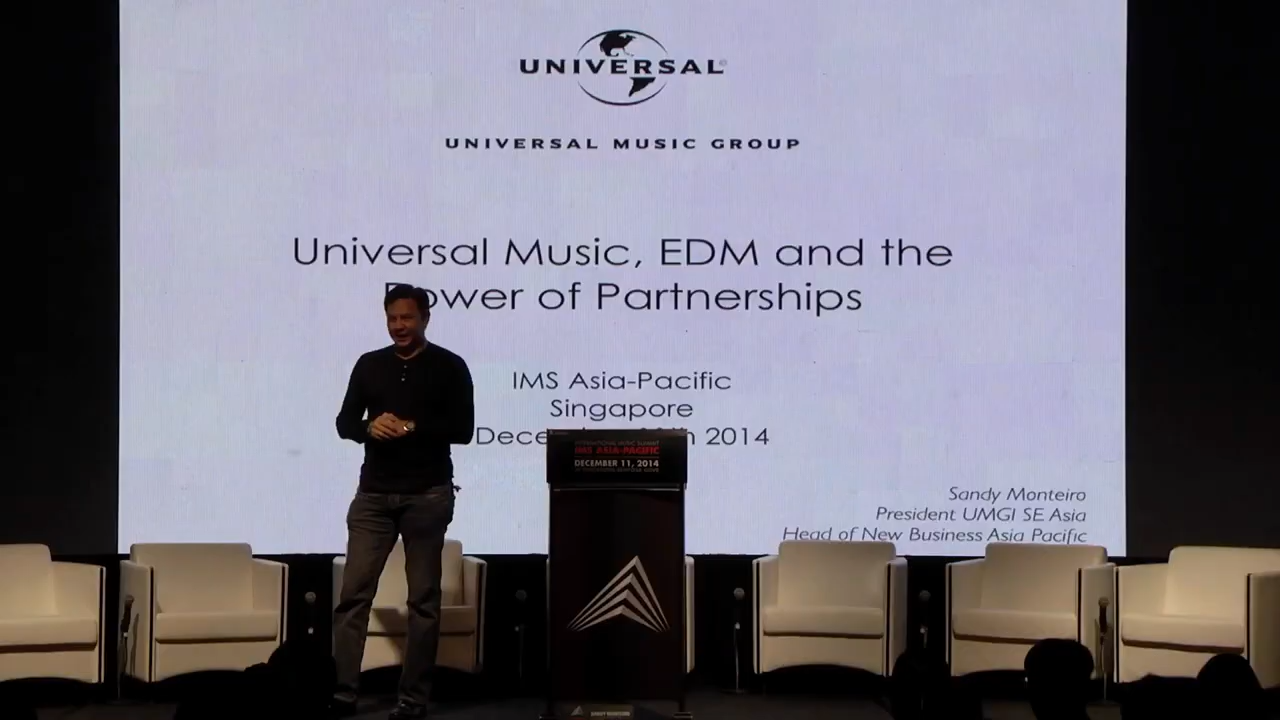 UNIVERSAL
UNIVERSAL MUSIC GROUP
Universal Music, EDM and the
Power of Partnerships
IMS Asia-Pacific
Singapore
2014
INTERNATIONAL MUSIC SUMMIT
IMS ASIA-PACIFIC
DECEMBER 11, 2014
Sandy Monteiro
President UMGI SE Asia
Head of New Business Asia Pacific